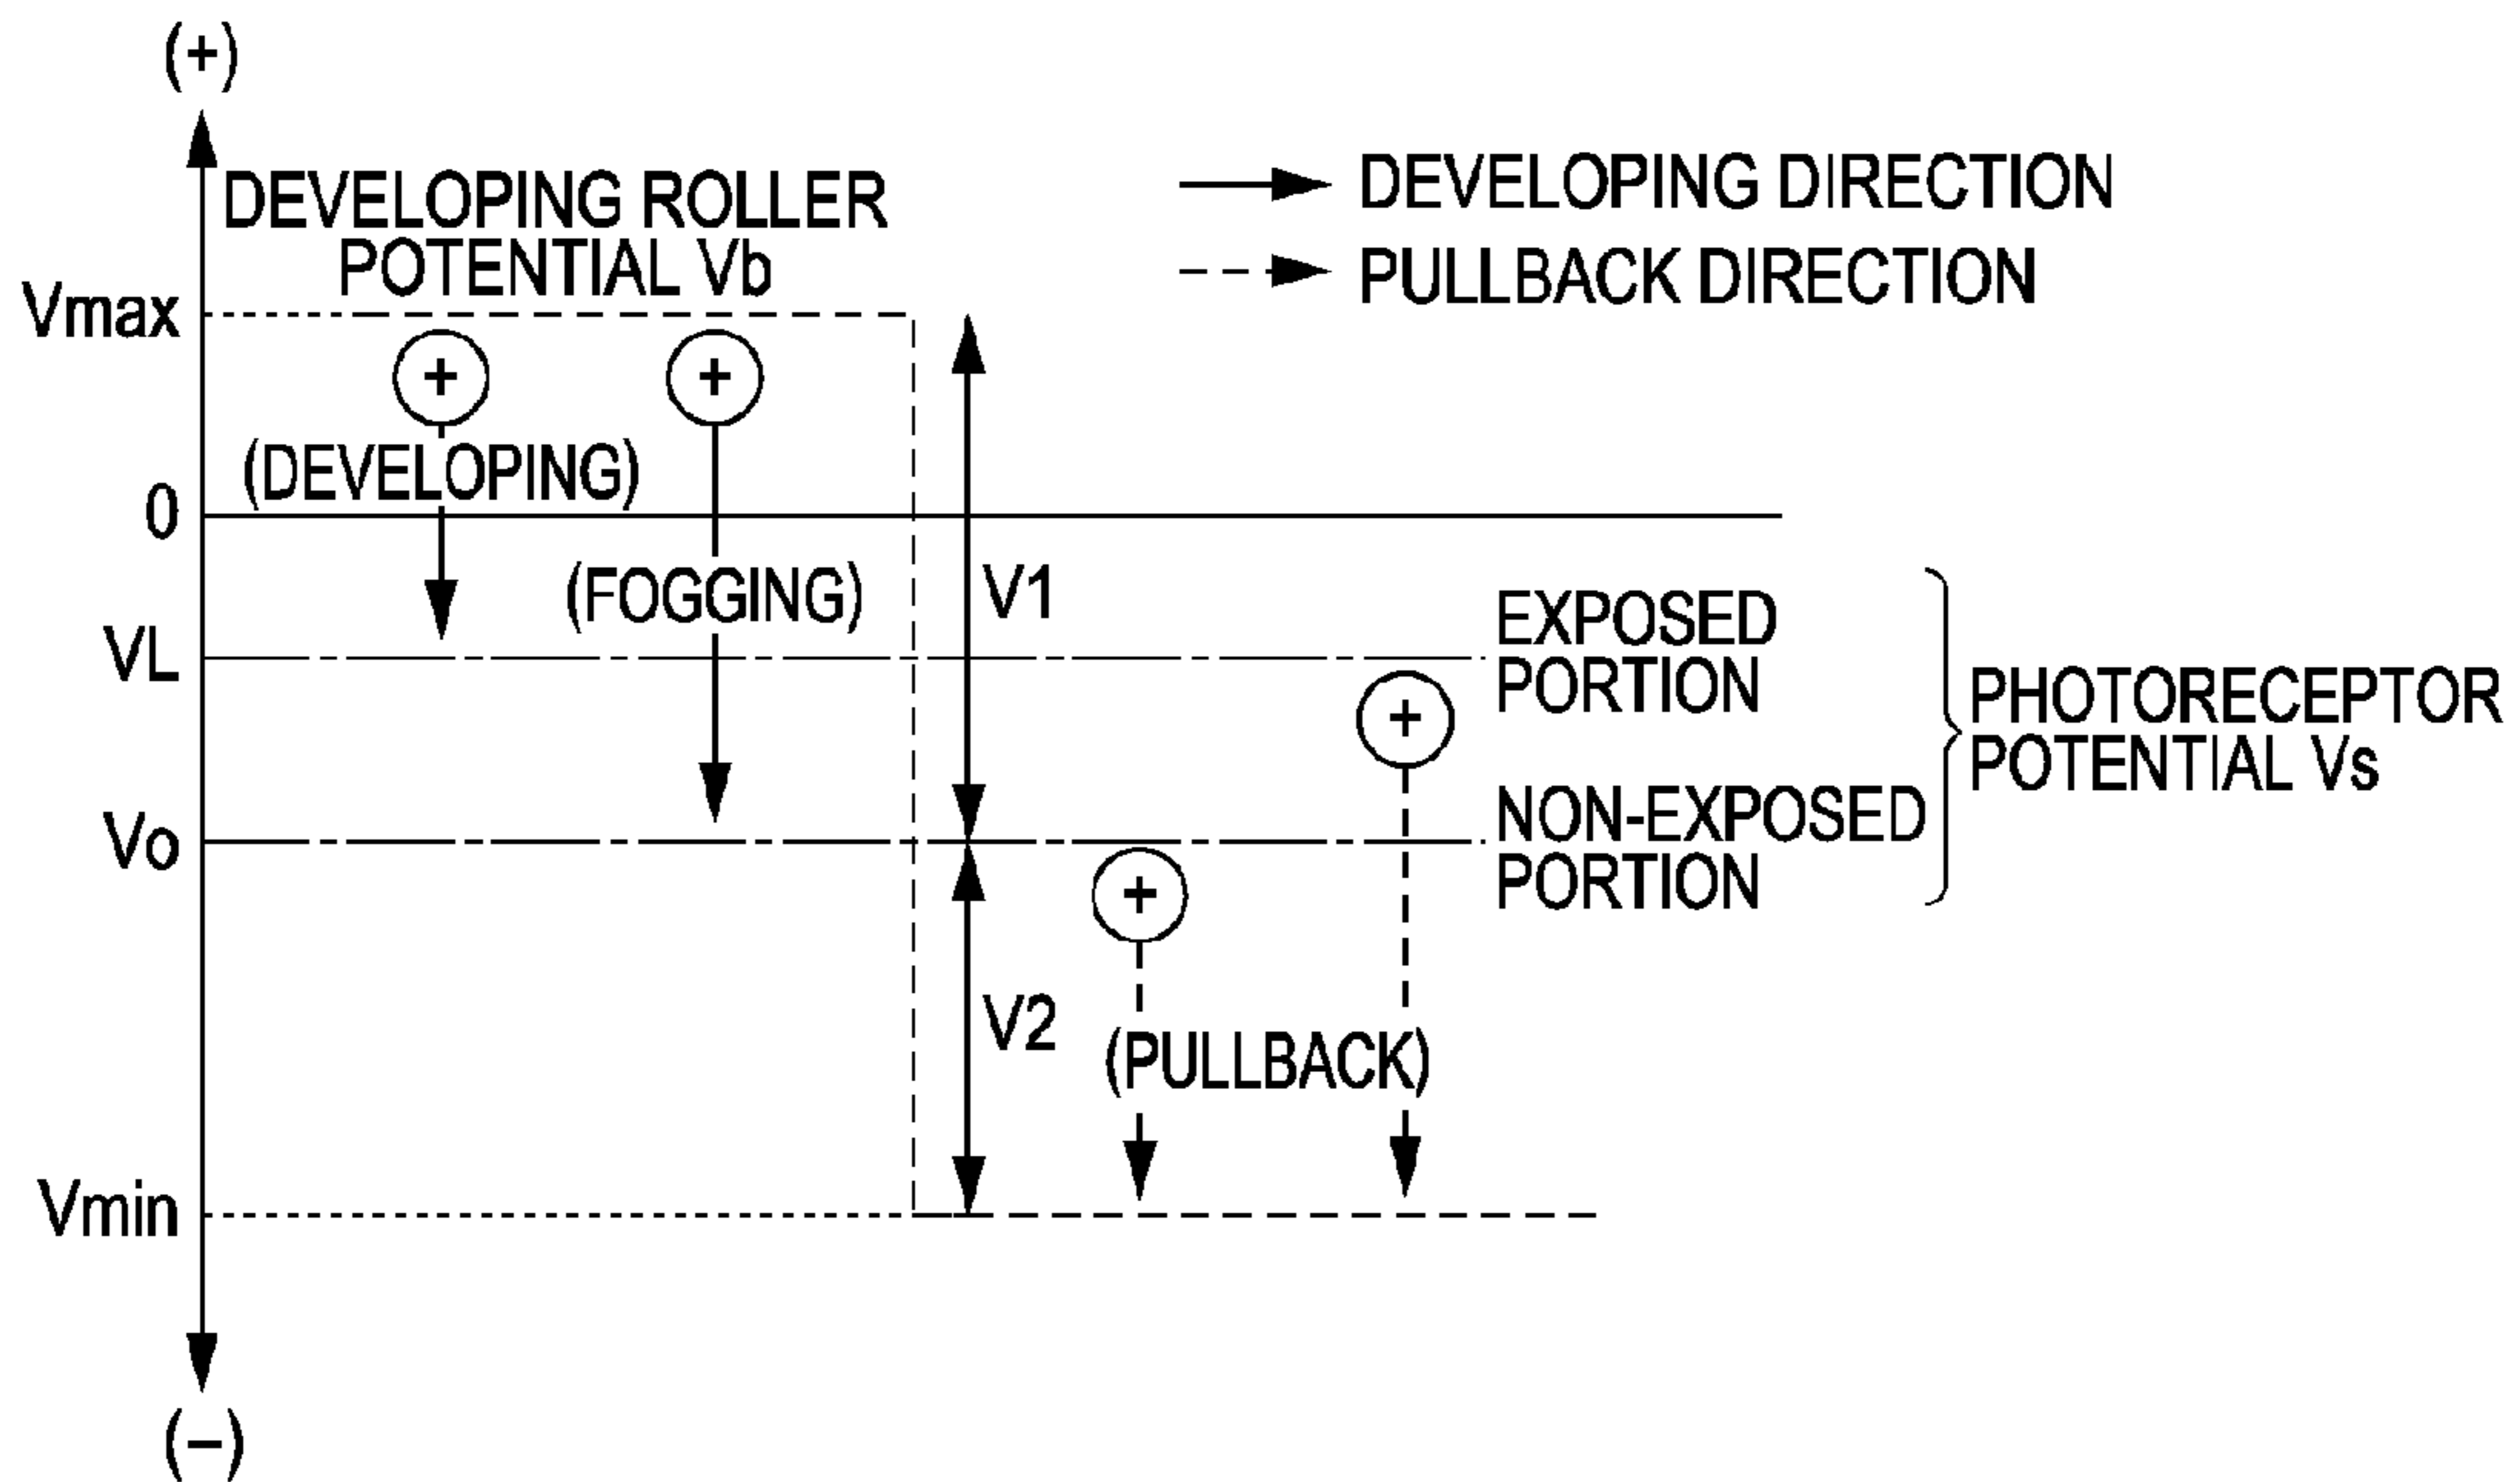 (+)
DEVELOPING ROLLER
POTENTIAL Vb
DEVELOPING DIRECTION
PULLBACK DIRECTION
Vmax
+
+
(DEVELOPING)
0
(FOGGING)
V1
EXPOSED
PORTION
VL
+
PHOTORECEPTOR
POTENTIAL Vs
NON-EXPOSED
PORTION
Vo
+
V2
(PULLBACK)
Vmin
(−)